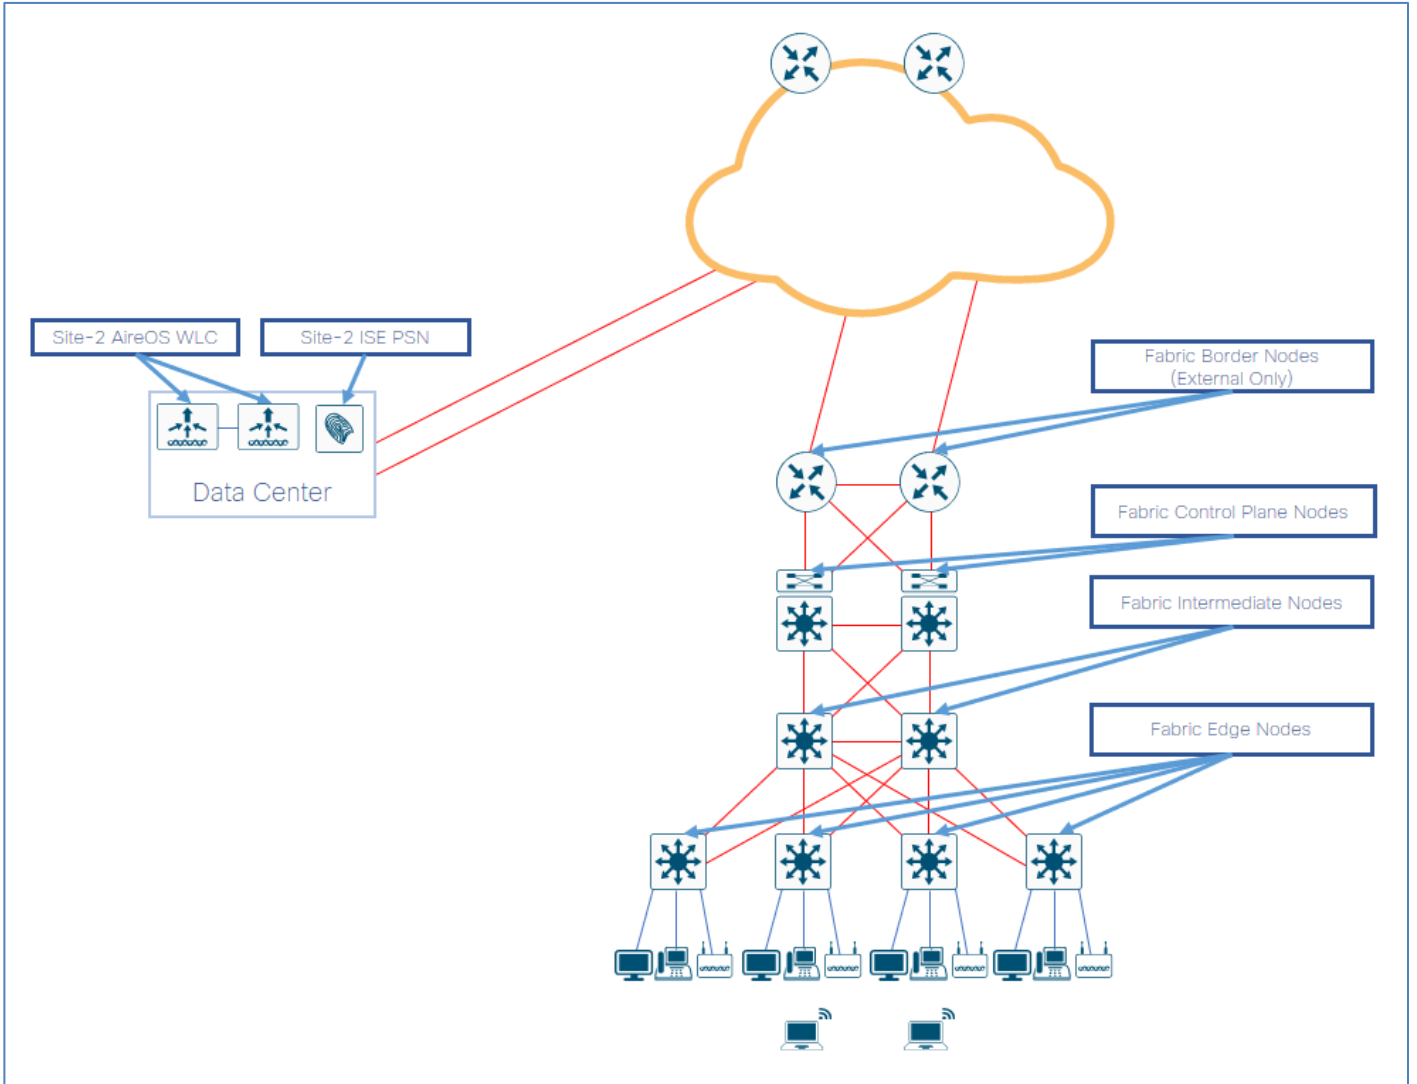 Site-2 AireOS WLC
Site-2 ISE PSN
Data Center
Fabric Border Nodes
(External Only)
Fabric Control Plane Nodes
Fabric Intermediate Nodes
Fabric Edge Nodes